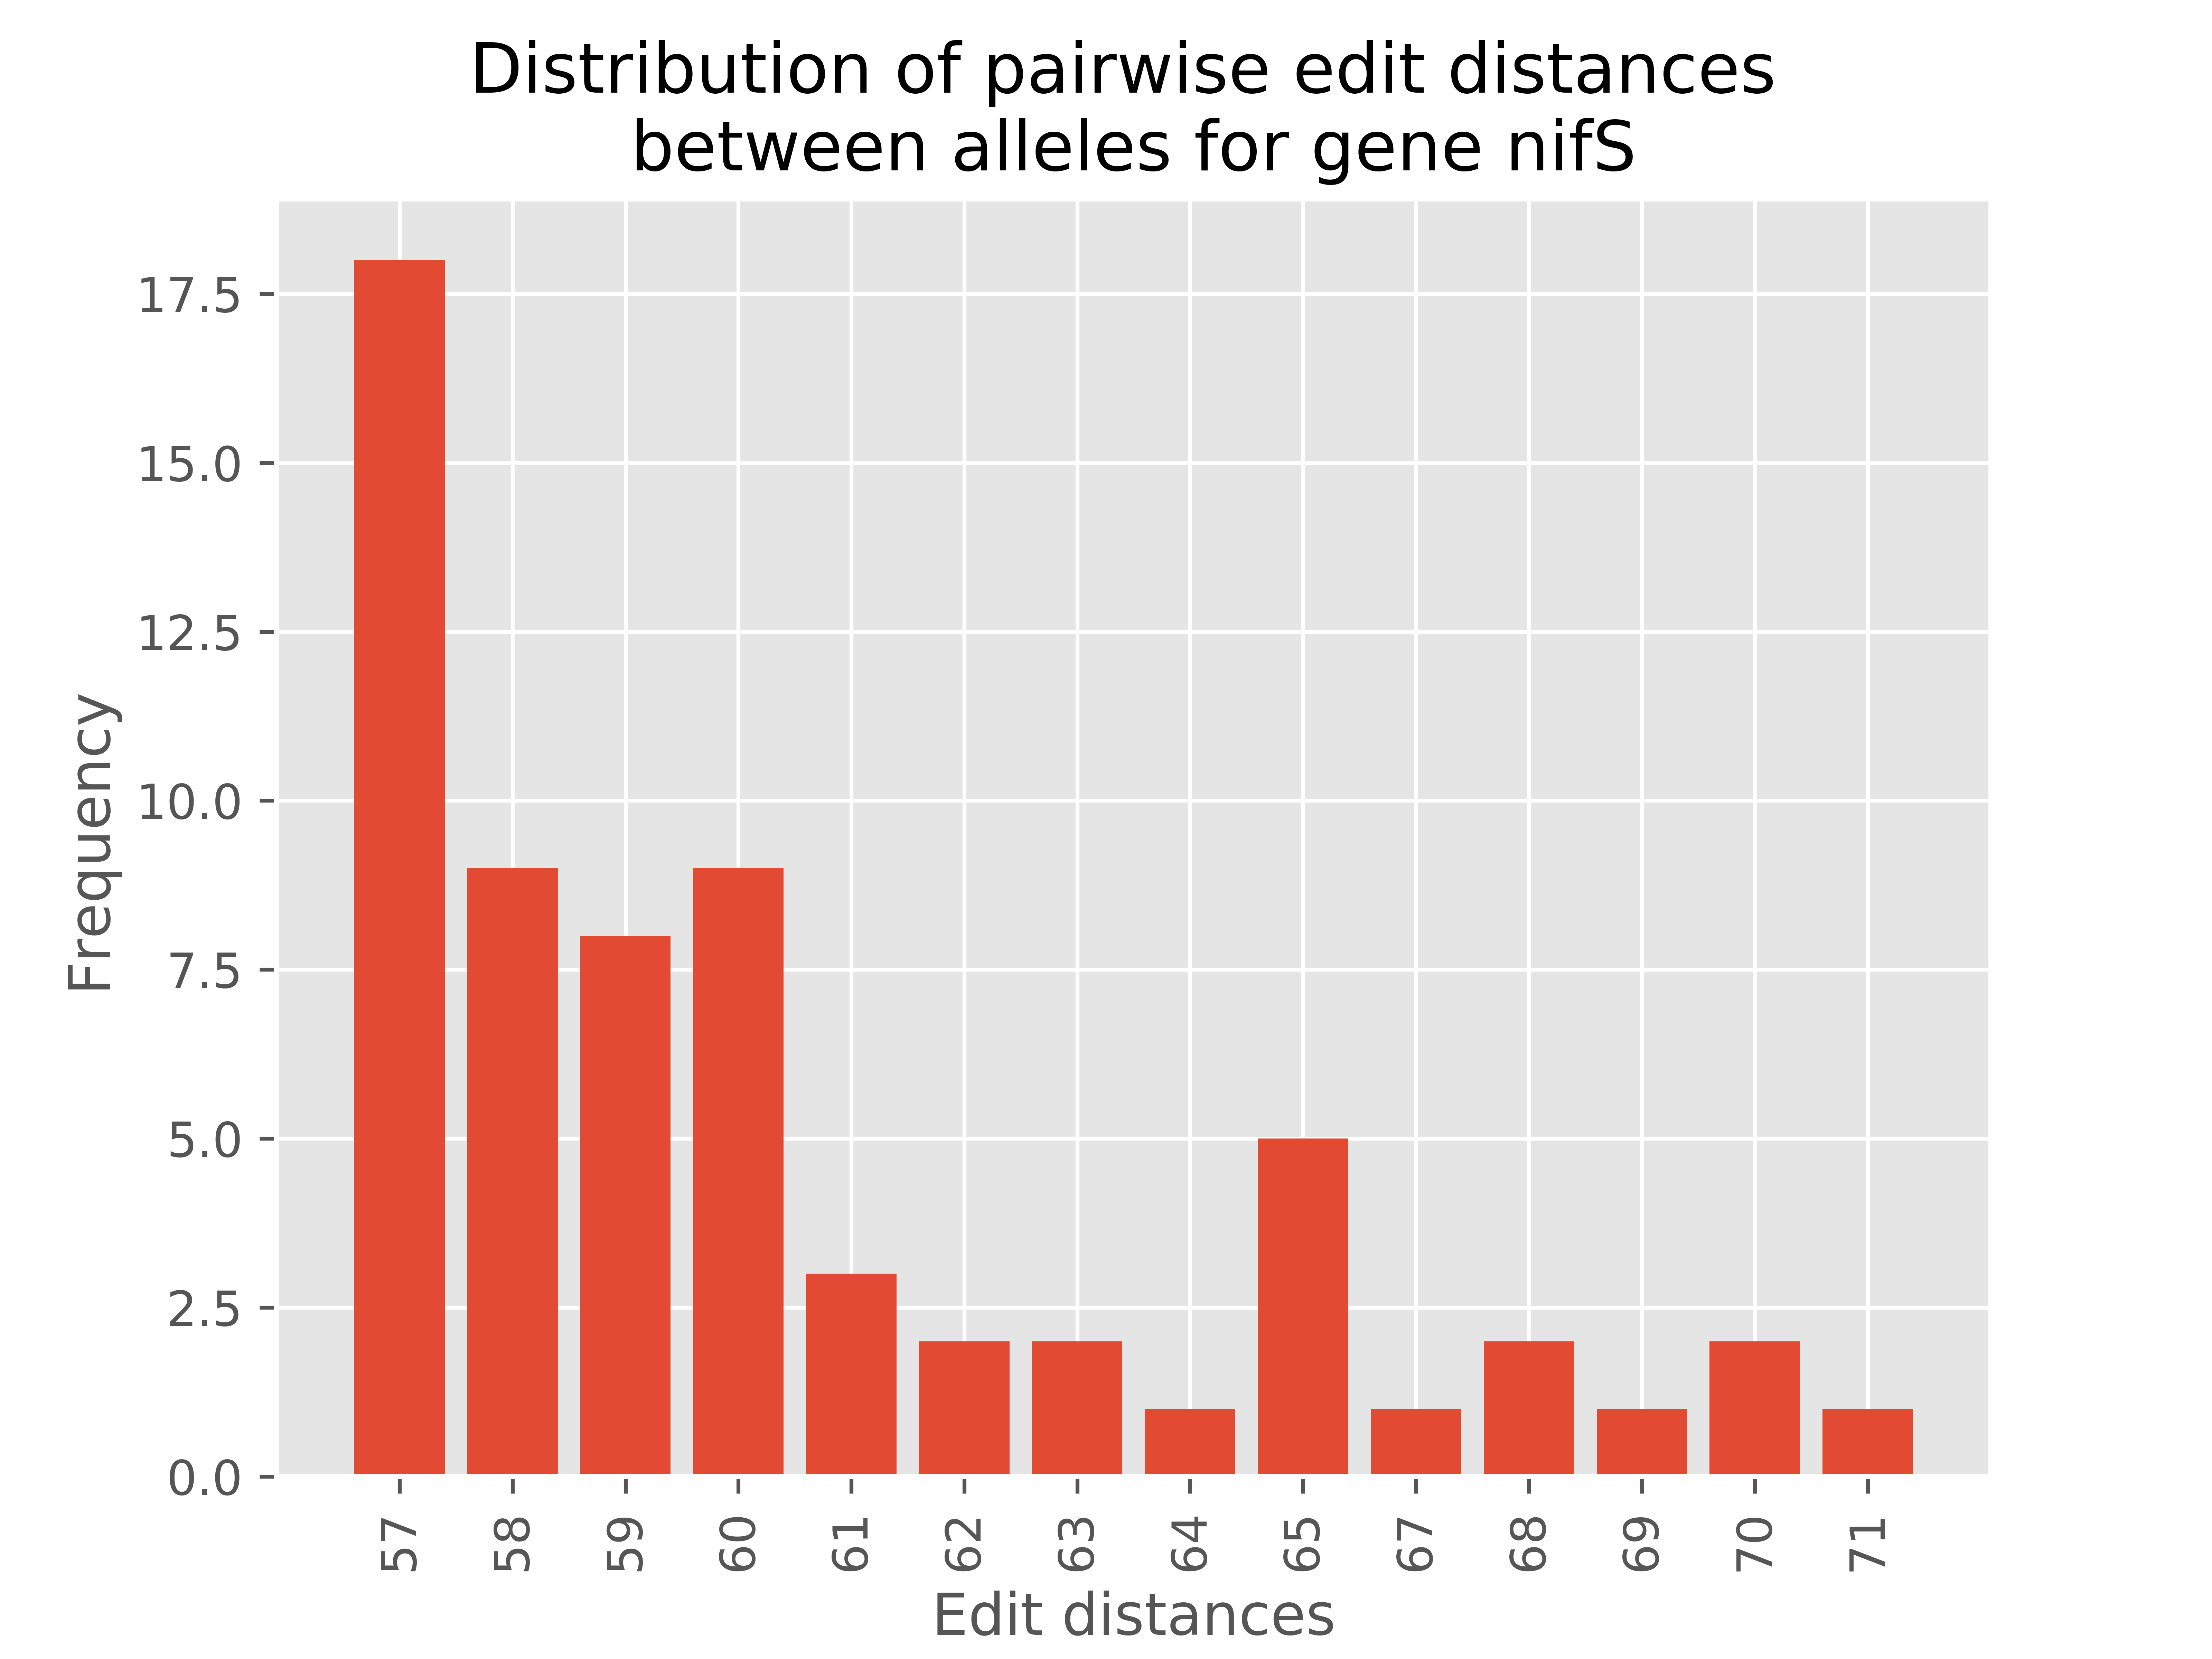 Distribution of pairwise edit distances
between alleles for gene nifS
17.5
15.0
12.5
10.0
7.5
5.0
2.5
0.0
Frequency
57 58 59 60 61 62 63 64 65 67 68 69 70 71
Edit distances